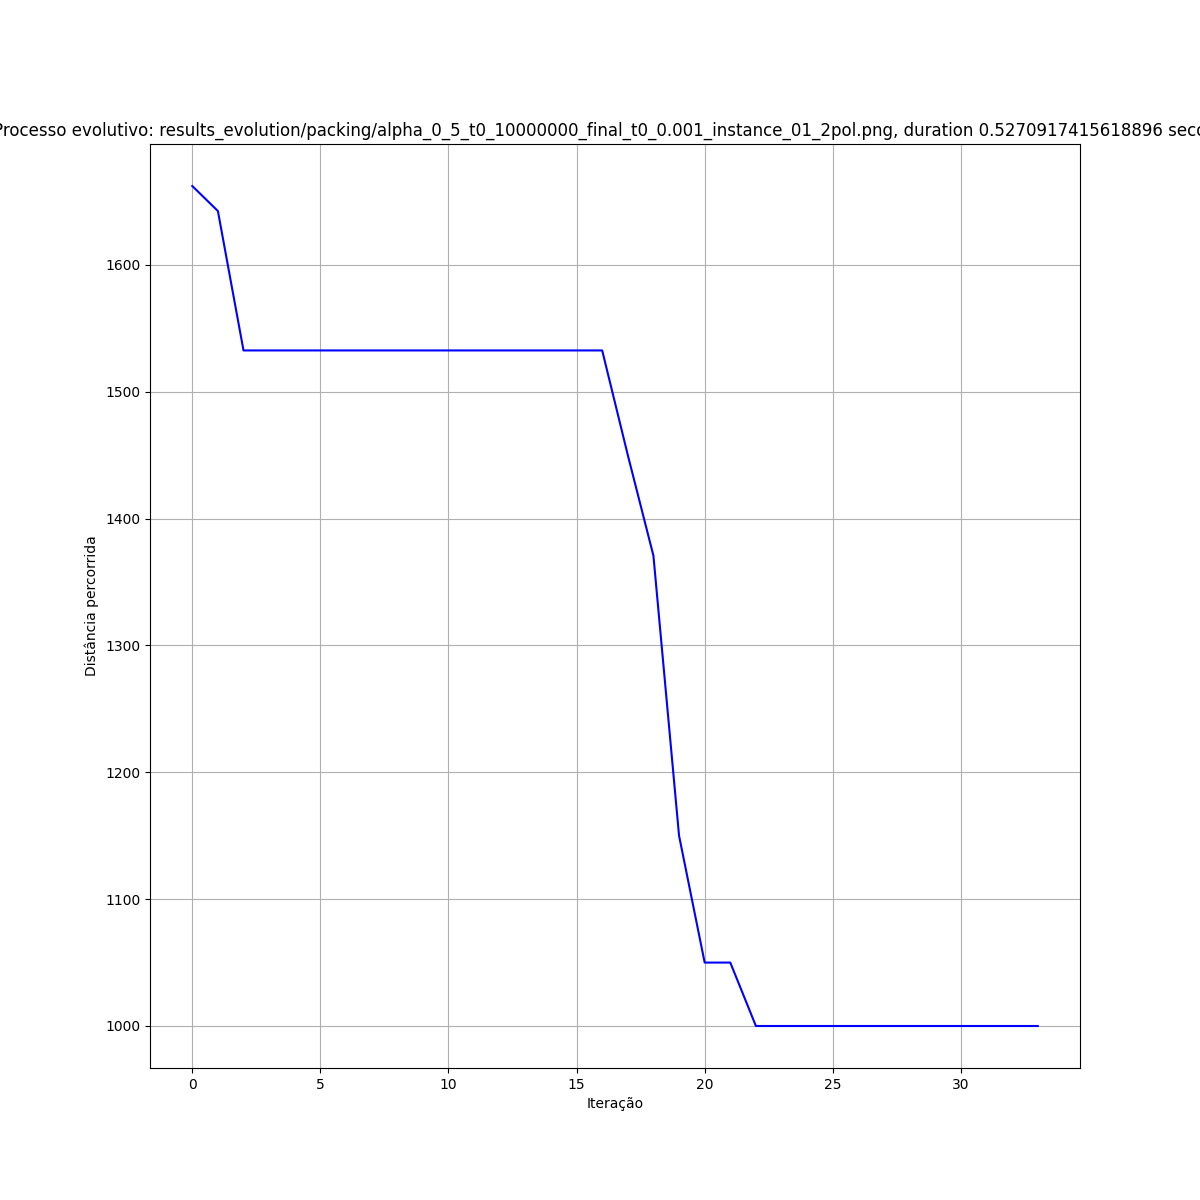 Processo evolutivo: results_evolution/packing/alpha_0_5_t0_10000000_final_t0_0.001_instance_01_2pol.png, duration 0.5270917415618896 seco
1600
1500
1400
1300
1200
1100
1000
Distância percorrida
0 5 10 15 20 25 30
Iteração